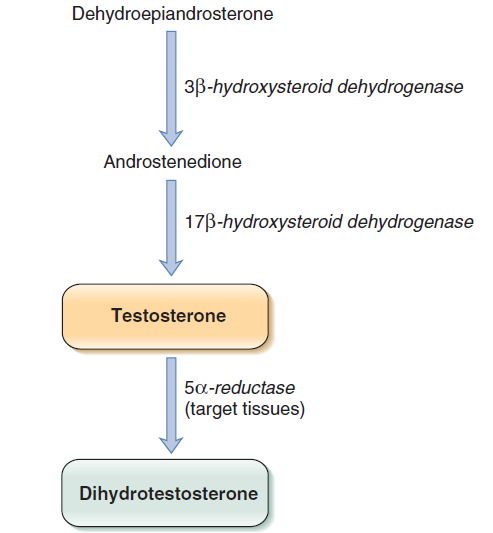 Dehydroepiandrosterone
3β-hydroxysteroid dehydrogenase
Androstenedione
17β-hydroxysteroid dehydrogenase
Testosterone
5α-reductase
(target tissues)
Dihydrotestosterone